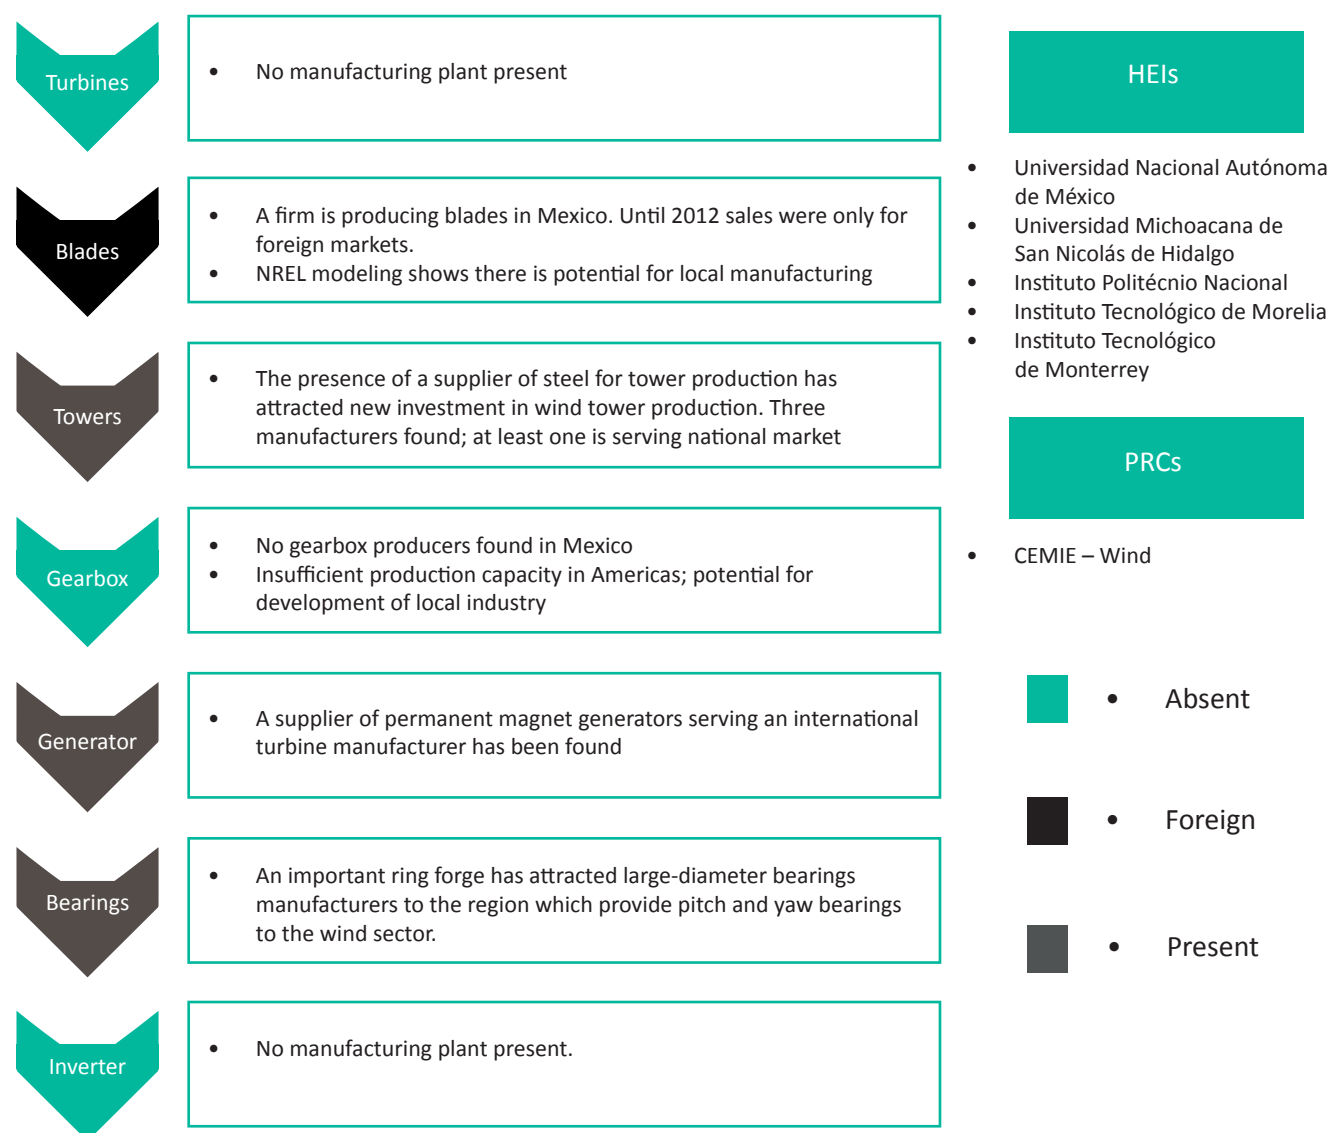 Turbines
• No manufacturing plant present
Blades
• A firm is producing blades in Mexico. Until 2012 sales were only for
foreign markets.
• NREL modeling shows there is potential for local manufacturing
Towers
• The presence of a supplier of steel for tower production has
attracted new investment in wind tower production. Three
manufacturers found; at least one is serving national market
Gearbox
• No gearbox producers found in Mexico
• Insufficient production capacity in Americas; potential for
development of local industry
Generator
• A supplier of permanent magnet generators serving an international
turbine manufacturer has been found
Bearings
• An important ring forge has attracted large-diameter bearings
manufacturers to the region which provide pitch and yaw bearings
to the wind sector.
Inverter
• No manufacturing plant present.
HEIs
• Universidad Nacional Autónoma
de México
• Universidad Michoacana de
San Nicolás de Hidalgo
• Instituto Politécnio Nacional
• Instituto Tecnológico de Morelia
• Instituto Tecnológico
de Monterrey
PRCs
• CEMIE – Wind
• Absent
• Foreign
• Present